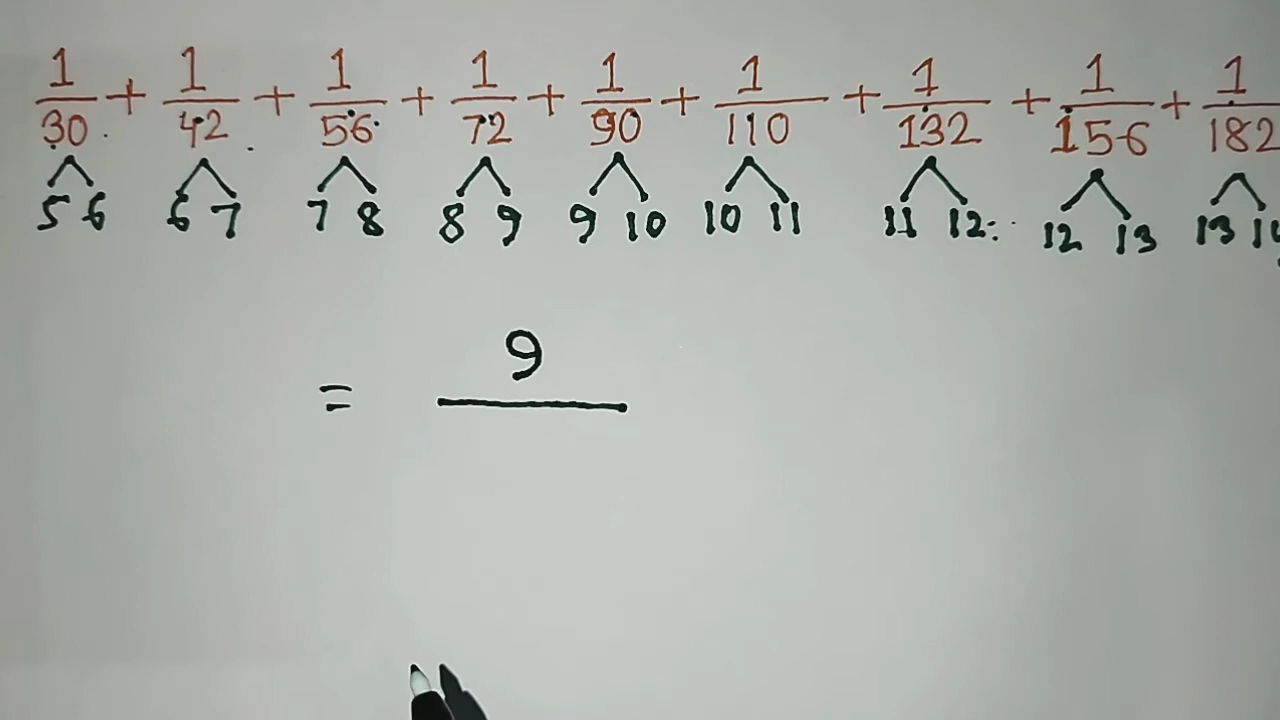 1/30 + 1/42 + 1/56 + 1/72 + 1/90 + 1/110 + 1/132 + 1/156 + 1/182
5 6 6 7 7 8 8 9 9 10 10 11 11 12 12 13 13 14
= 9/